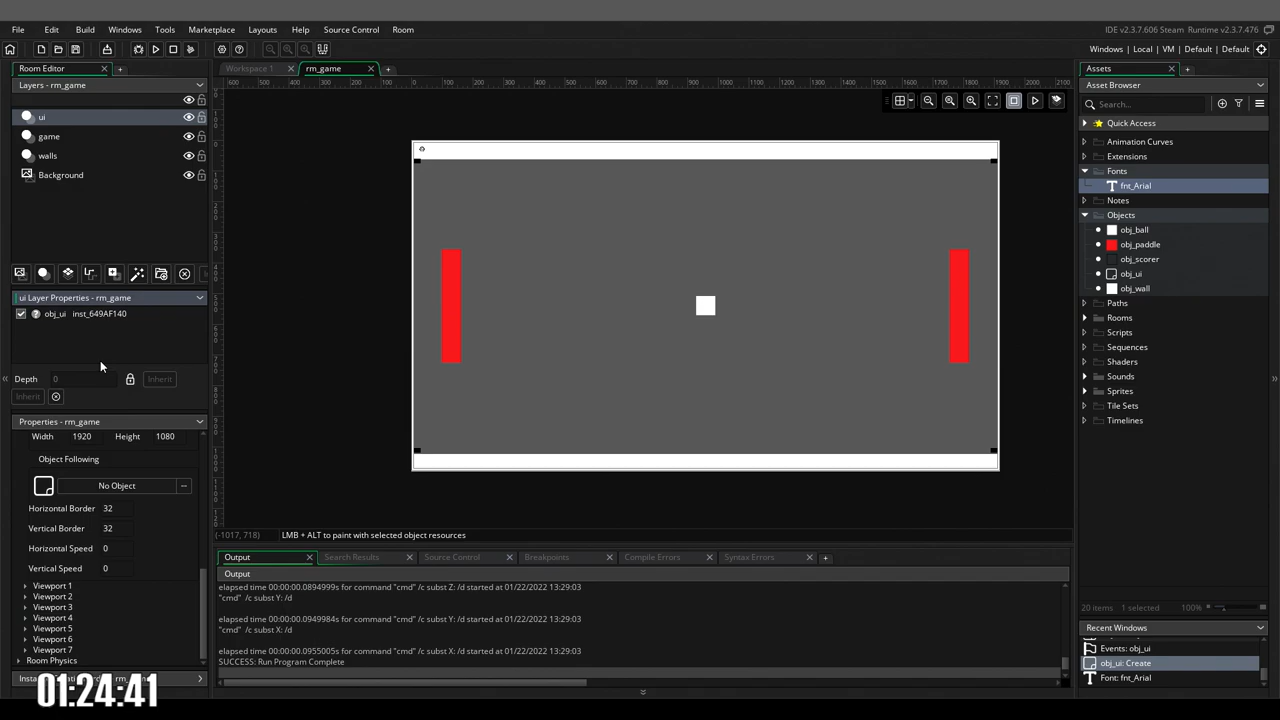 File Edit Build Windows Tools Marketplace Layouts Help Source Control Room
IDE v2.3.7.606 Steam Runtime v2.3.7.476
Windows | Local | VM | Default | Default
Room Editor
Layers - rm_game
ui
game
walls
Background
ui Layer Properties - rm_game
obj_ui inst_649AF140
Depth 0 Inherit
Inherit
Properties - rm_game
Width 1920 Height 1080
Object Following
No Object
Horizontal Border 32
Vertical Border 32
Horizontal Speed 0
Vertical Speed 0
Viewport 1
Viewport 2
Viewport 3
Viewport 4
Viewport 5
Viewport 6
Viewport 7
Room Physics
01:24:41
Workspace 1 rm_game
(-1017, 718) LMB + ALT to paint with selected object resources
Output Search Results Source Control Breakpoints Compile Errors Syntax Errors
Output
elapsed time 00:00:00.0894999s for command "cmd" /c subst Z: /d started at 01/22/2022 13:29:03
"cmd" /c subst Y: /d
elapsed time 00:00:00.0949984s for command "cmd" /c subst Y: /d started at 01/22/2022 13:29:03
"cmd" /c subst X: /d
elapsed time 00:00:00.0955005s for command "cmd" /c subst X: /d started at 01/22/2022 13:29:03
SUCCESS: Run Program Complete
Assets
Asset Browser
Search...
Quick Access
Animation Curves
Extensions
Fonts
fnt_Arial
Notes
Objects
obj_ball
obj_paddle
obj_scorer
obj_ui
obj_wall
Paths
Rooms
Scripts
Sequences
Shaders
Sounds
Sprites
Tile Sets
Timelines
20 items 1 selected 100%
Recent Windows
Events: obj_ui
obj_ui: Create
Font: fnt_Arial